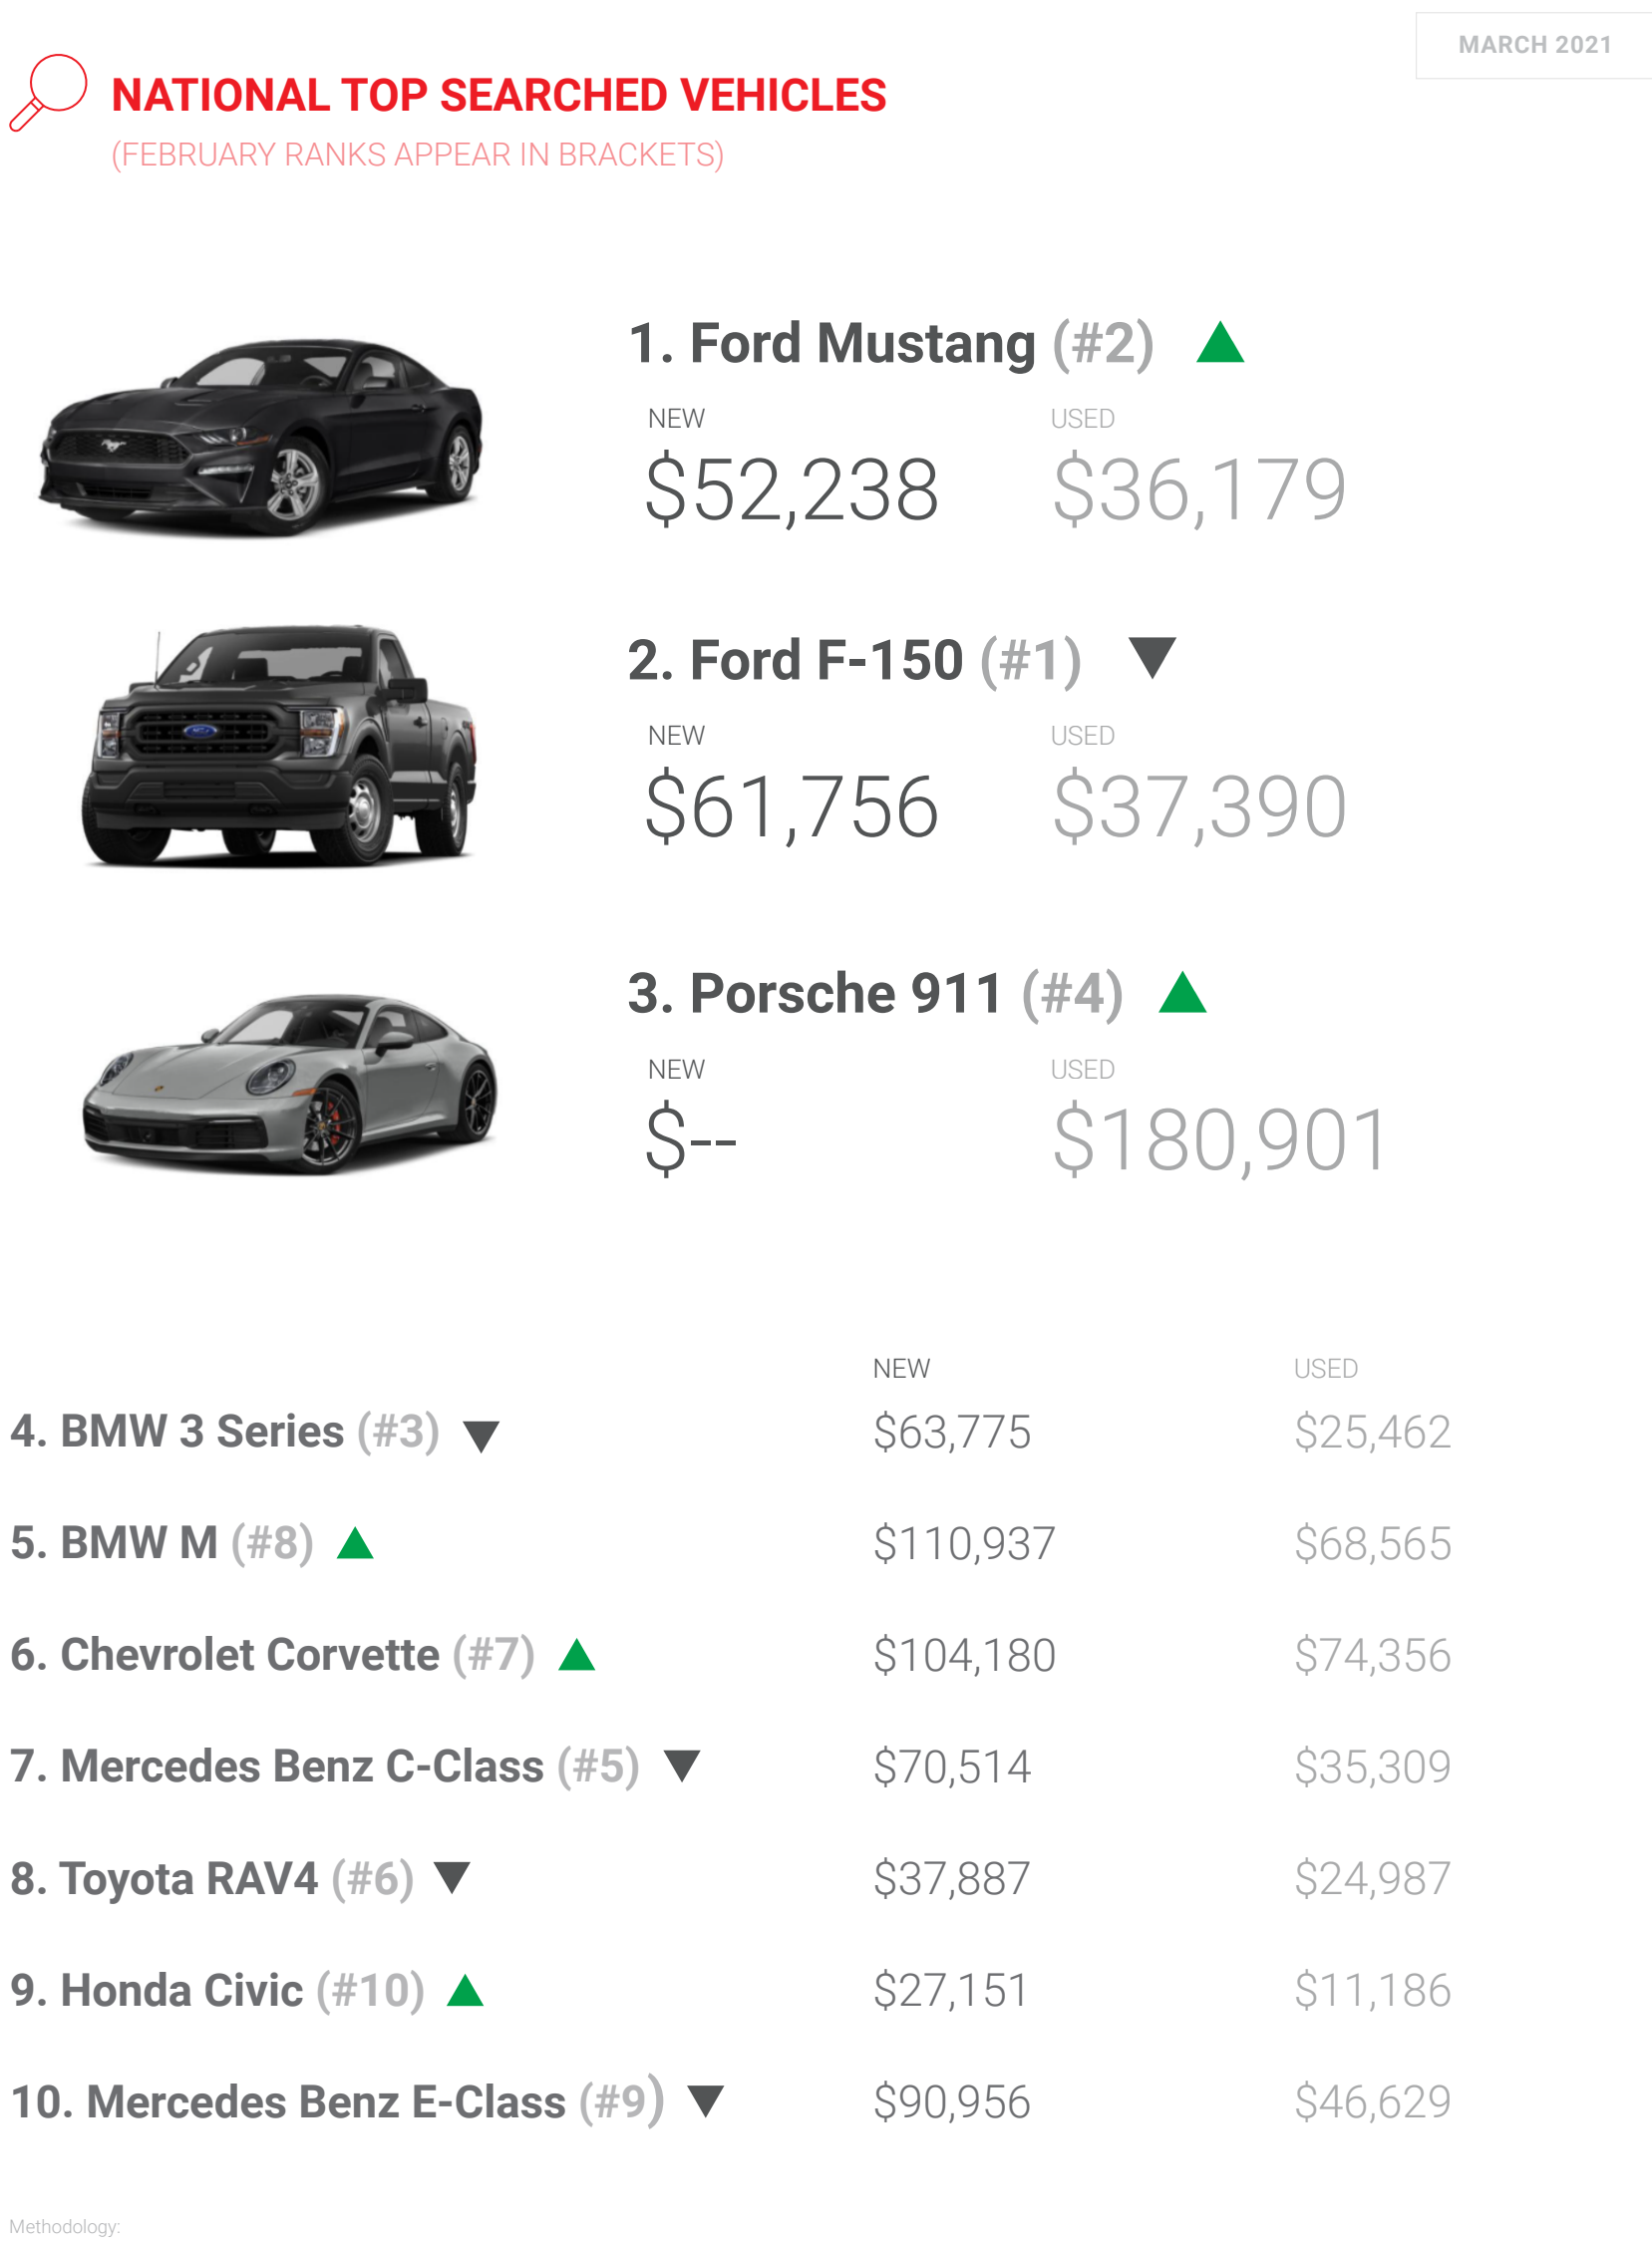 MARCH 2021
NATIONAL TOP SEARCHED VEHICLES
(FEBRUARY RANKS APPEAR IN BRACKETS)
1. Ford Mustang (#2)
NEW USED
$52,238 $36,179
2. Ford F-150 (#1)
NEW USED
$61,756 $37,390
3. Porsche 911 (#4)
NEW USED
$-- $180,901
NEW USED
4. BMW 3 Series (#3) $63,775 $25,462
5. BMW M (#8) $110,937 $68,565
6. Chevrolet Corvette (#7) $104,180 $74,356
7. Mercedes Benz C-Class (#5) $70,514 $35,309
8. Toyota RAV4 (#6) $37,887 $24,987
9. Honda Civic (#10) $27,151 $11,186
10. Mercedes Benz E-Class (#9) $90,956 $46,629
Methodology: